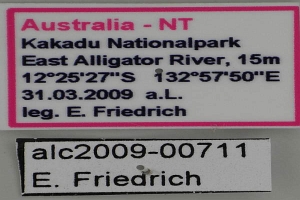 Australia - NT
Kakadu Nationalpark
East Alligator River, 15m
12°25'27"S 132°57'50"E
31.03.2009 a.L.
leg. E. Friedrich
alc2009-00711
E. Friedrich